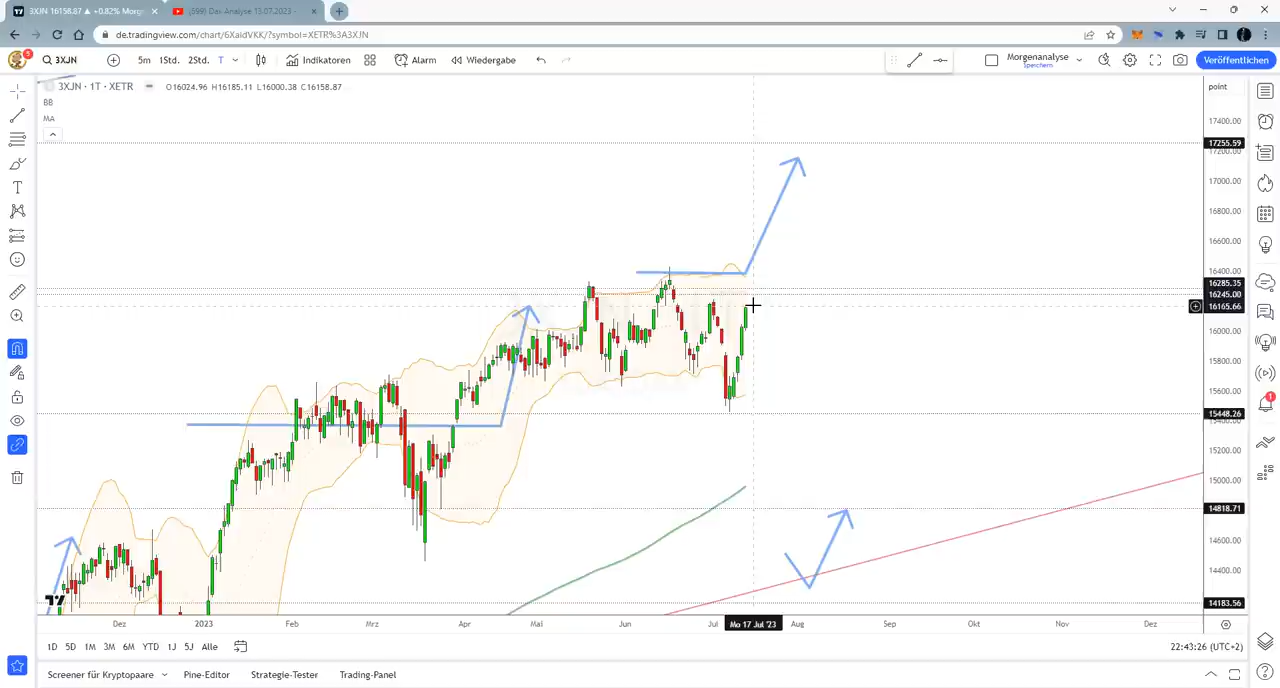 3XJN 16158.87 ▲ +0.82% Morg
(599) Dax Analyse 13.07.2023 -
de.tradingview.com/chart/6XaidVKK/?symbol=XETR%3A3XJN
5
3XJN
5m
1Std.
2Std.
T
Indikatoren
Alarm
Wiedergabe
Morgenanalyse
Speichern
Veröffentlichen
3XJN · 1T · XETR
O16024.96 H16185.11 L16000.38 C16158.87
BB
MA
point
17400.00
17255.59
17200.00
17000.00
16800.00
16600.00
16400.00
16285.35
16245.00
16165.66
16000.00
15800.00
15600.00
15448.26
15400.00
15200.00
15000.00
14818.71
14600.00
14400.00
14183.56
1
Dez
2023
Feb
Mrz
Apr
Mai
Jun
Jul
Mo 17 Jul '23
Aug
Sep
Okt
Nov
Dez
1D
5D
1M
3M
6M
YTD
1J
5J
Alle
22:43:26 (UTC+2)
Screener für Kryptopaare
Pine-Editor
Strategie-Tester
Trading-Panel